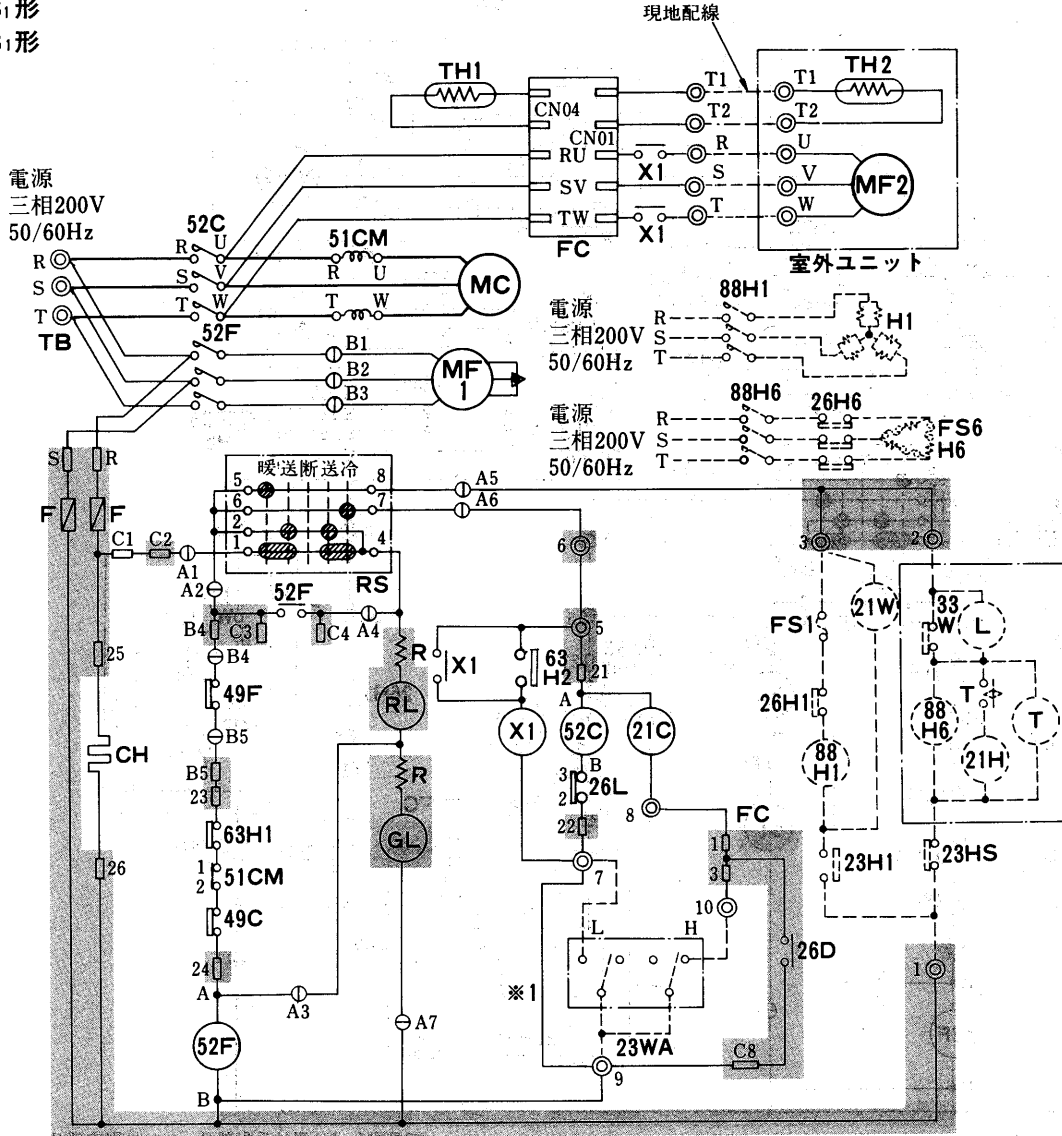 ₁形
₁形
現地配線
TH1
TH2
CN04
CN01
T1
T1
T2
T2
RU
R
U
X1
SV
S
V
MF2
TW
T
W
X1
FC
室外ユニット
電源
三相200V
50/60Hz
52C
R
R
U
51CM
R
U
S
S
V
MC
T
T
W
T
W
TB
52F
B1
B2
B3
MF
1
電源
三相200V
50/60Hz
R
S
T
88H1
H1
電源
三相200V
50/60Hz
R
S
T
88H6
26H6
FS6
H6
S
R
F
F
暖送断送冷
5
8
6
7
2
1
4
RS
A5
A6
C1
C2
A1
A2
52F
B4
C3
C4
A4
B4
6
3
2
5
21
A
R
X1
63
H2
RL
25
49F
B5
CH
R
X1
52C
21C
B
B5
23
3
2
26L
8
22
GL
63H1
1
2
51CM
49C
26
24
A
A3
7
FC
1
3
10
L
H
26D
※1
A7
23WA
C8
9
52F
B
21W
FS1
33
W
L
26H1
T
T
88
H6
88
H1
21H
23H1
23HS
1